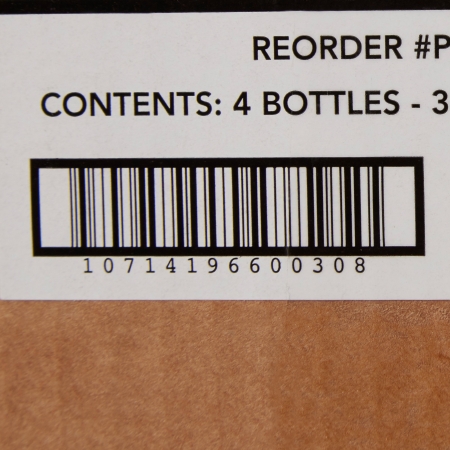 REORDER #P
CONTENTS: 4 BOTTLES - 3
10714196600308